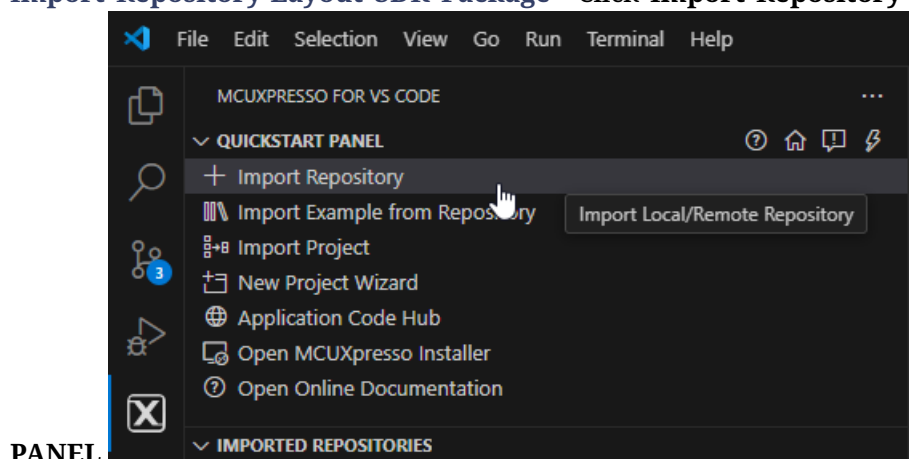 Import Repository Layout SDK Package - Click Import Repository
File Edit Selection View Go Run Terminal Help
MCUXPRESSO FOR VS CODE
QUICKSTART PANEL
Import Repository
Import Example from Repository
Import Local/Remote Repository
Import Project
New Project Wizard
3
Application Code Hub
Open MCUXpresso Installer
Open Online Documentation
IMPORTED REPOSITORIES
PANEL